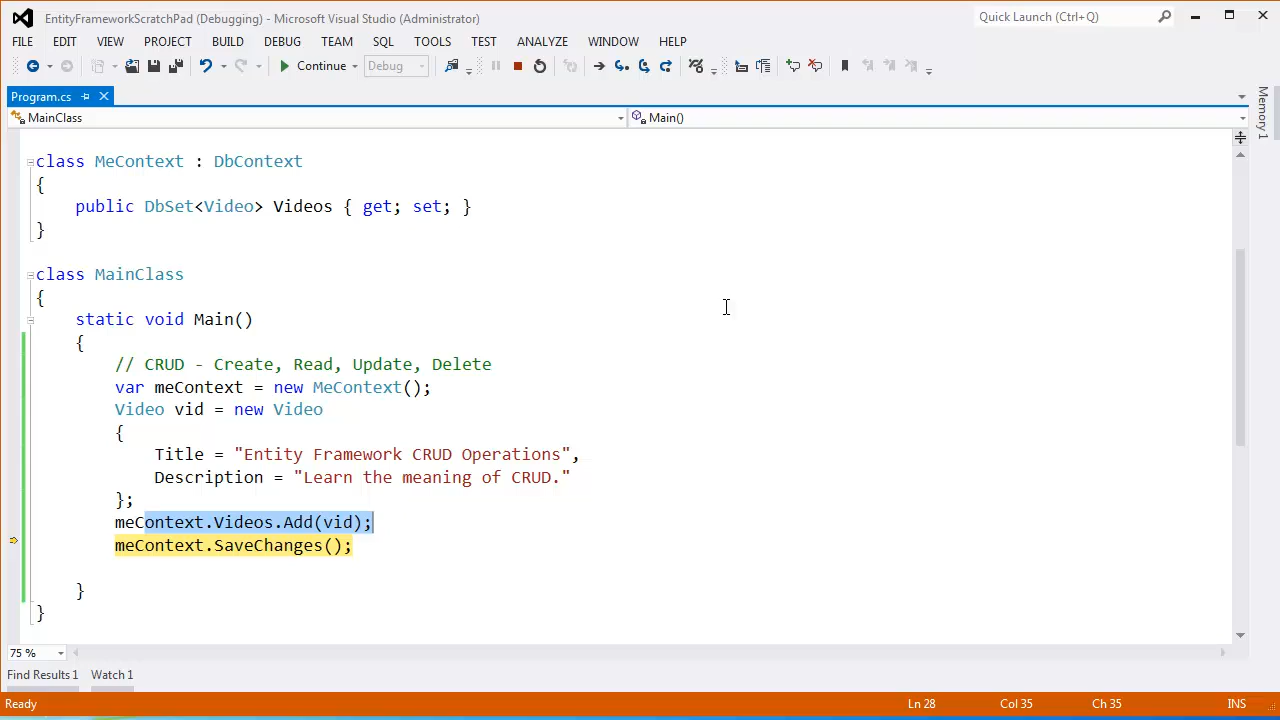 EntityFrameworkScratchPad (Debugging) - Microsoft Visual Studio (Administrator)
Quick Launch (Ctrl+Q)
FILE EDIT VIEW PROJECT BUILD DEBUG TEAM SQL TOOLS TEST ANALYZE WINDOW HELP
Continue Debug
Program.cs
MainClass Main()
Memory 1
class MeContext : DbContext
{
public DbSet<Video> Videos { get; set; }
}
class MainClass
{
static void Main()
{
// CRUD - Create, Read, Update, Delete
var meContext = new MeContext();
Video vid = new Video
{
Title = "Entity Framework CRUD Operations",
Description = "Learn the meaning of CRUD."
};
meContext.Videos.Add(vid);
meContext.SaveChanges();
}
}
75 %
Find Results 1 Watch 1
Ready Ln 28 Col 35 Ch 35 INS